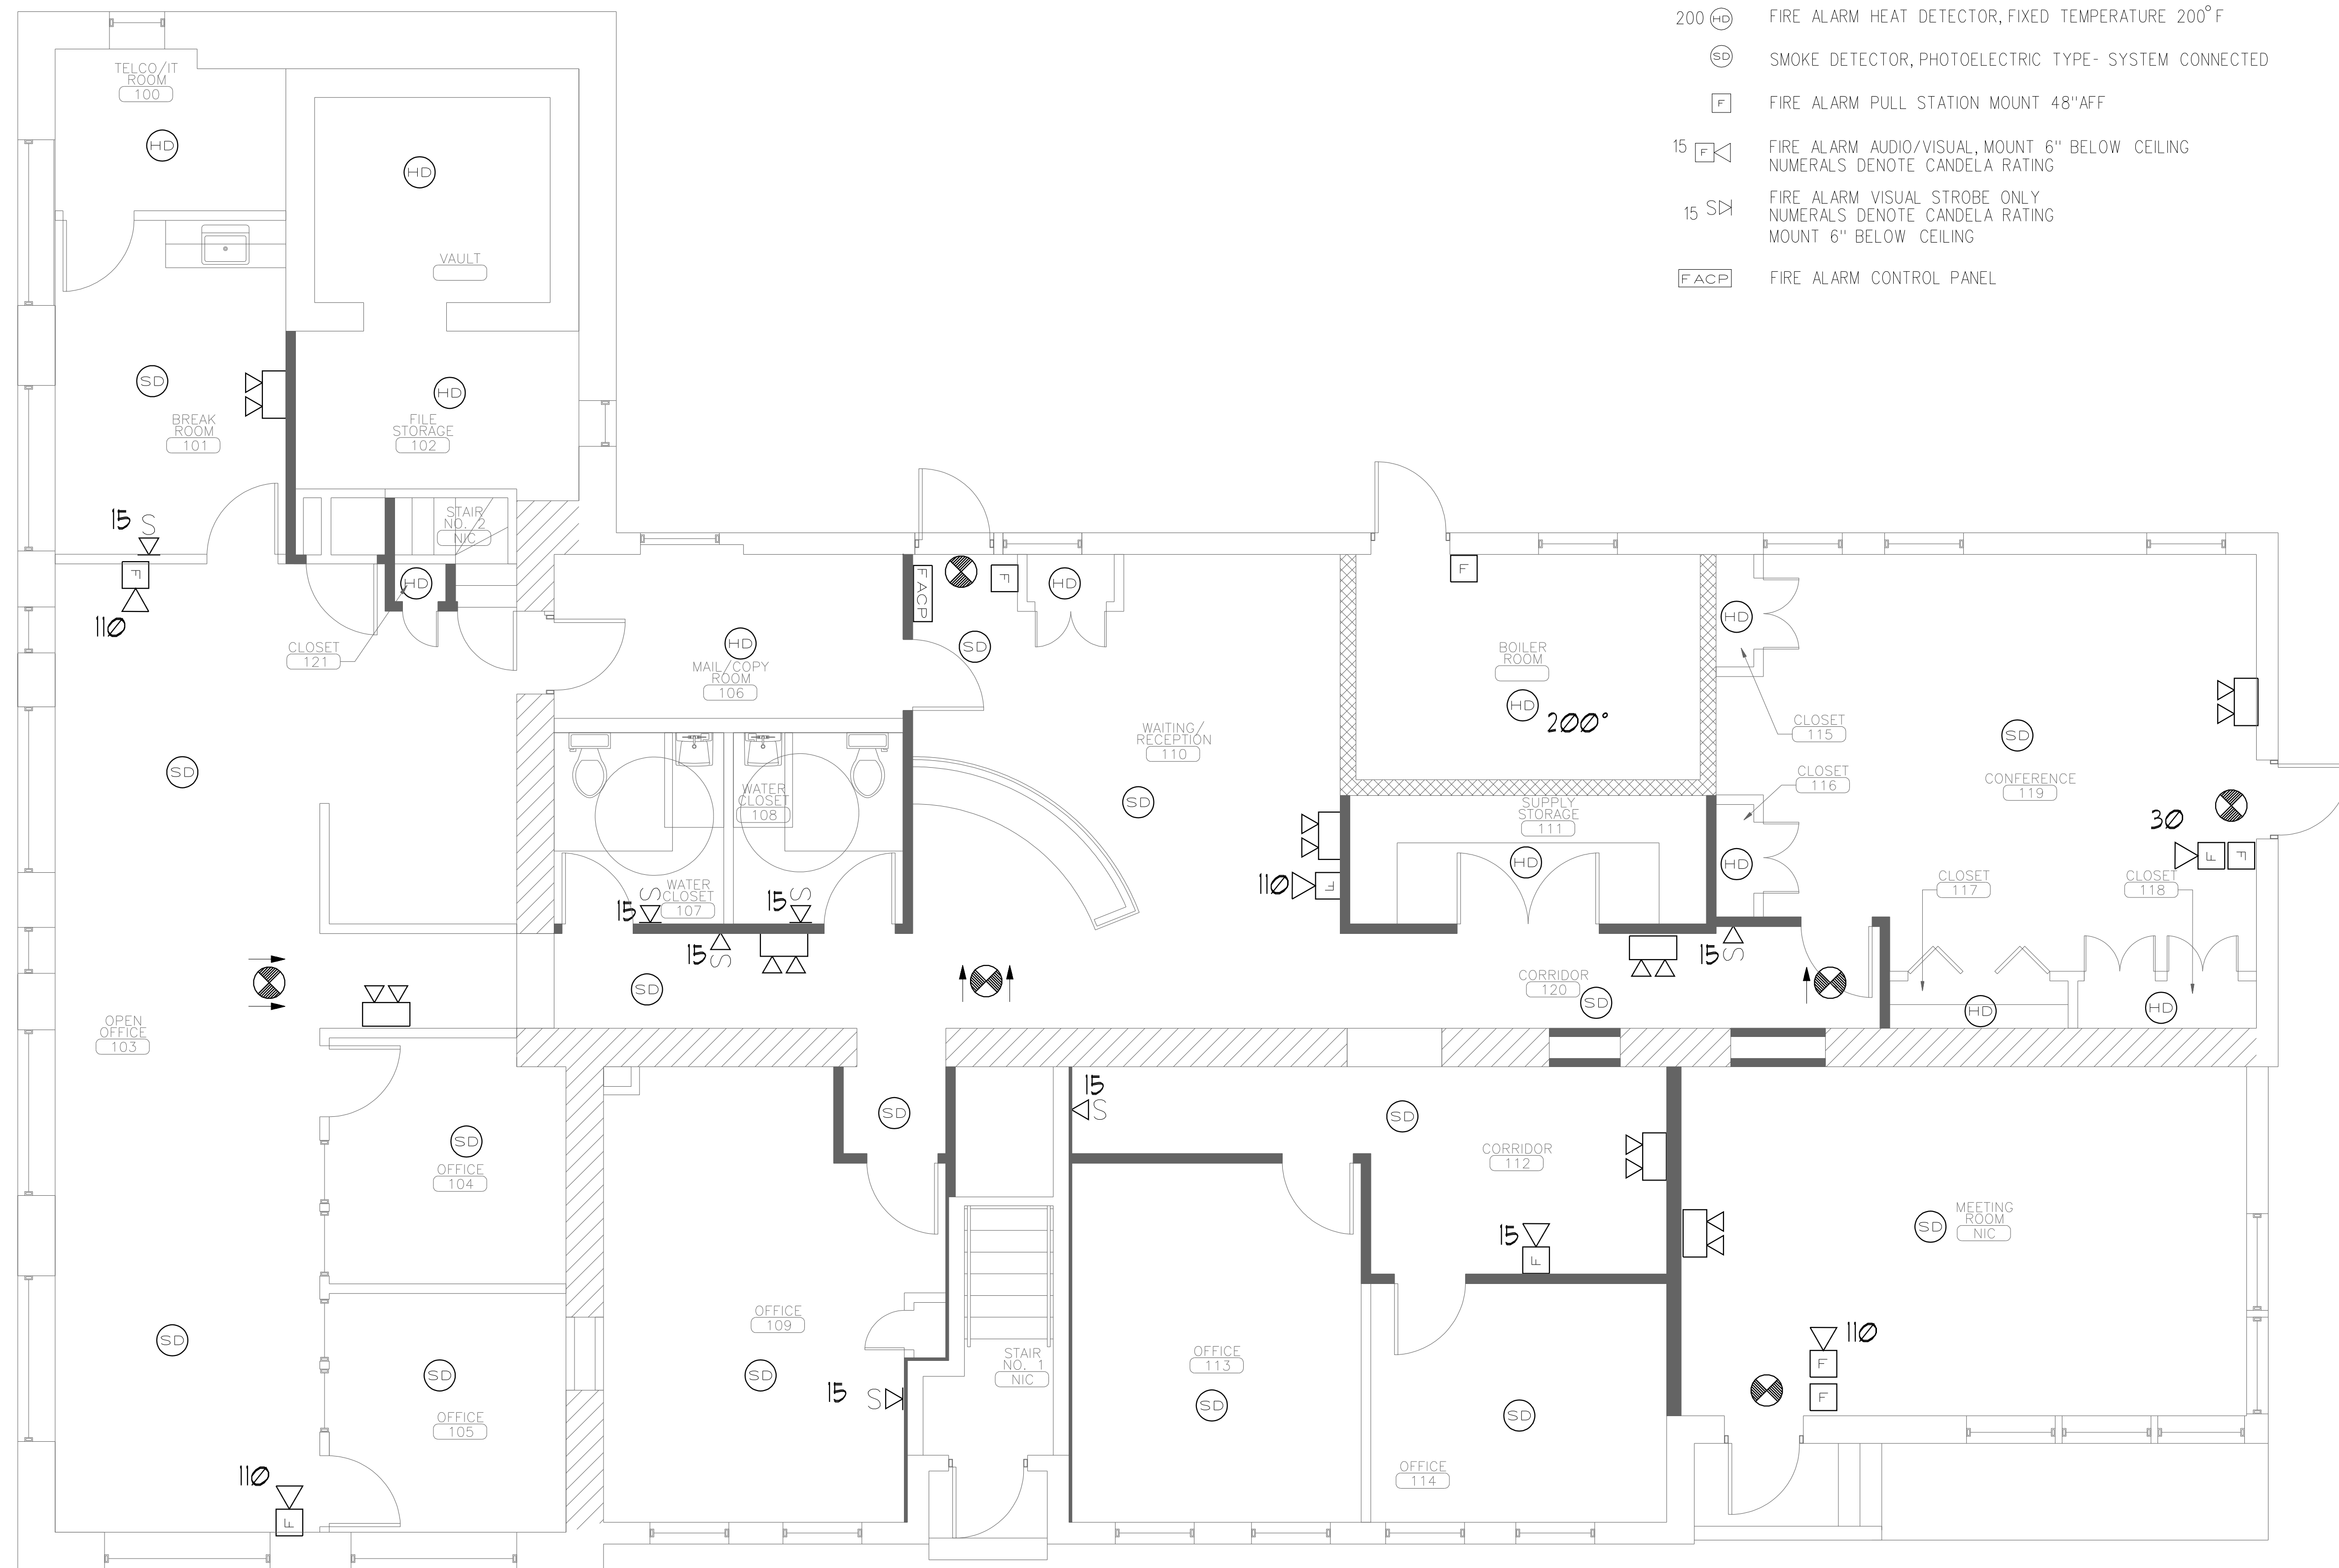 200 HD FIRE ALARM HEAT DETECTOR, FIXED TEMPERATURE 200° F
SD SMOKE DETECTOR, PHOTOELECTRIC TYPE- SYSTEM CONNECTED
F FIRE ALARM PULL STATION MOUNT 48"AFF
15 F FIRE ALARM AUDIO/VISUAL, MOUNT 6" BELOW CEILING
NUMERALS DENOTE CANDELA RATING
15 S FIRE ALARM VISUAL STROBE ONLY
NUMERALS DENOTE CANDELA RATING
MOUNT 6" BELOW CEILING
FACP FIRE ALARM CONTROL PANEL
TELCO/IT
ROOM
100
HD
HD
VAULT
SD
HD
BREAK
ROOM
101
FILE
STORAGE
102
15 S
STAIR
NO. 2
NIC
F
110
HD
CLOSET
121
HD
MAIL/COPY
ROOM
106
FACP
F
HD
SD
F
BOILER
ROOM
HD
200°
HD
CLOSET
115
CLOSET
116
HD
SD
CONFERENCE
119
30
F
F
SD
WATER
CLOSET
108
WATER
CLOSET
107
15 S
15 S
15 S
WAITING/
RECEPTION
110
SD
110
F
SUPPLY
STORAGE
111
HD
CLOSET
117
CLOSET
118
HD
HD
OPEN
OFFICE
103
SD
CORRIDOR
120
SD
15 S
SD
OFFICE
104
SD
15
S
SD
CORRIDOR
112
15
F
MEETING
ROOM
NIC
SD
SD
SD
OFFICE
105
110
F
OFFICE
109
SD
15 S
STAIR
NO. 1
NIC
OFFICE
113
SD
SD
OFFICE
114
110
F
F